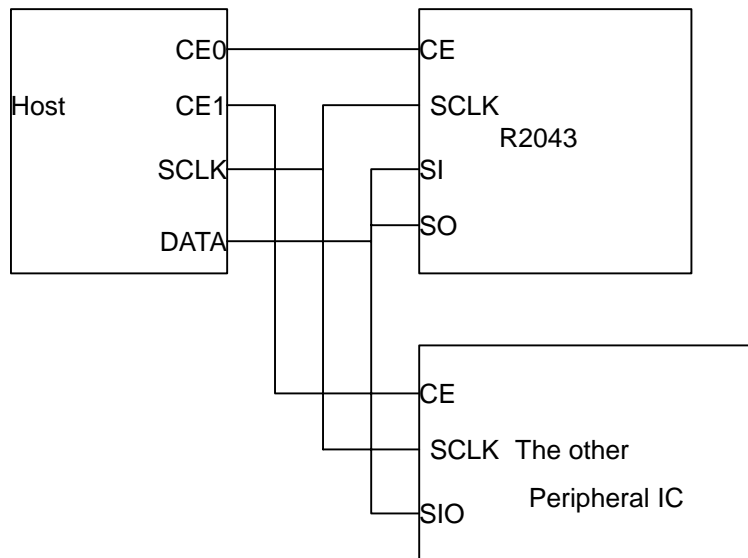 CE0
CE1
Host
SCLK
DATA
CE
SCLK
R2043
SI
SO
CE
SCLK The other
Peripheral IC
SIO